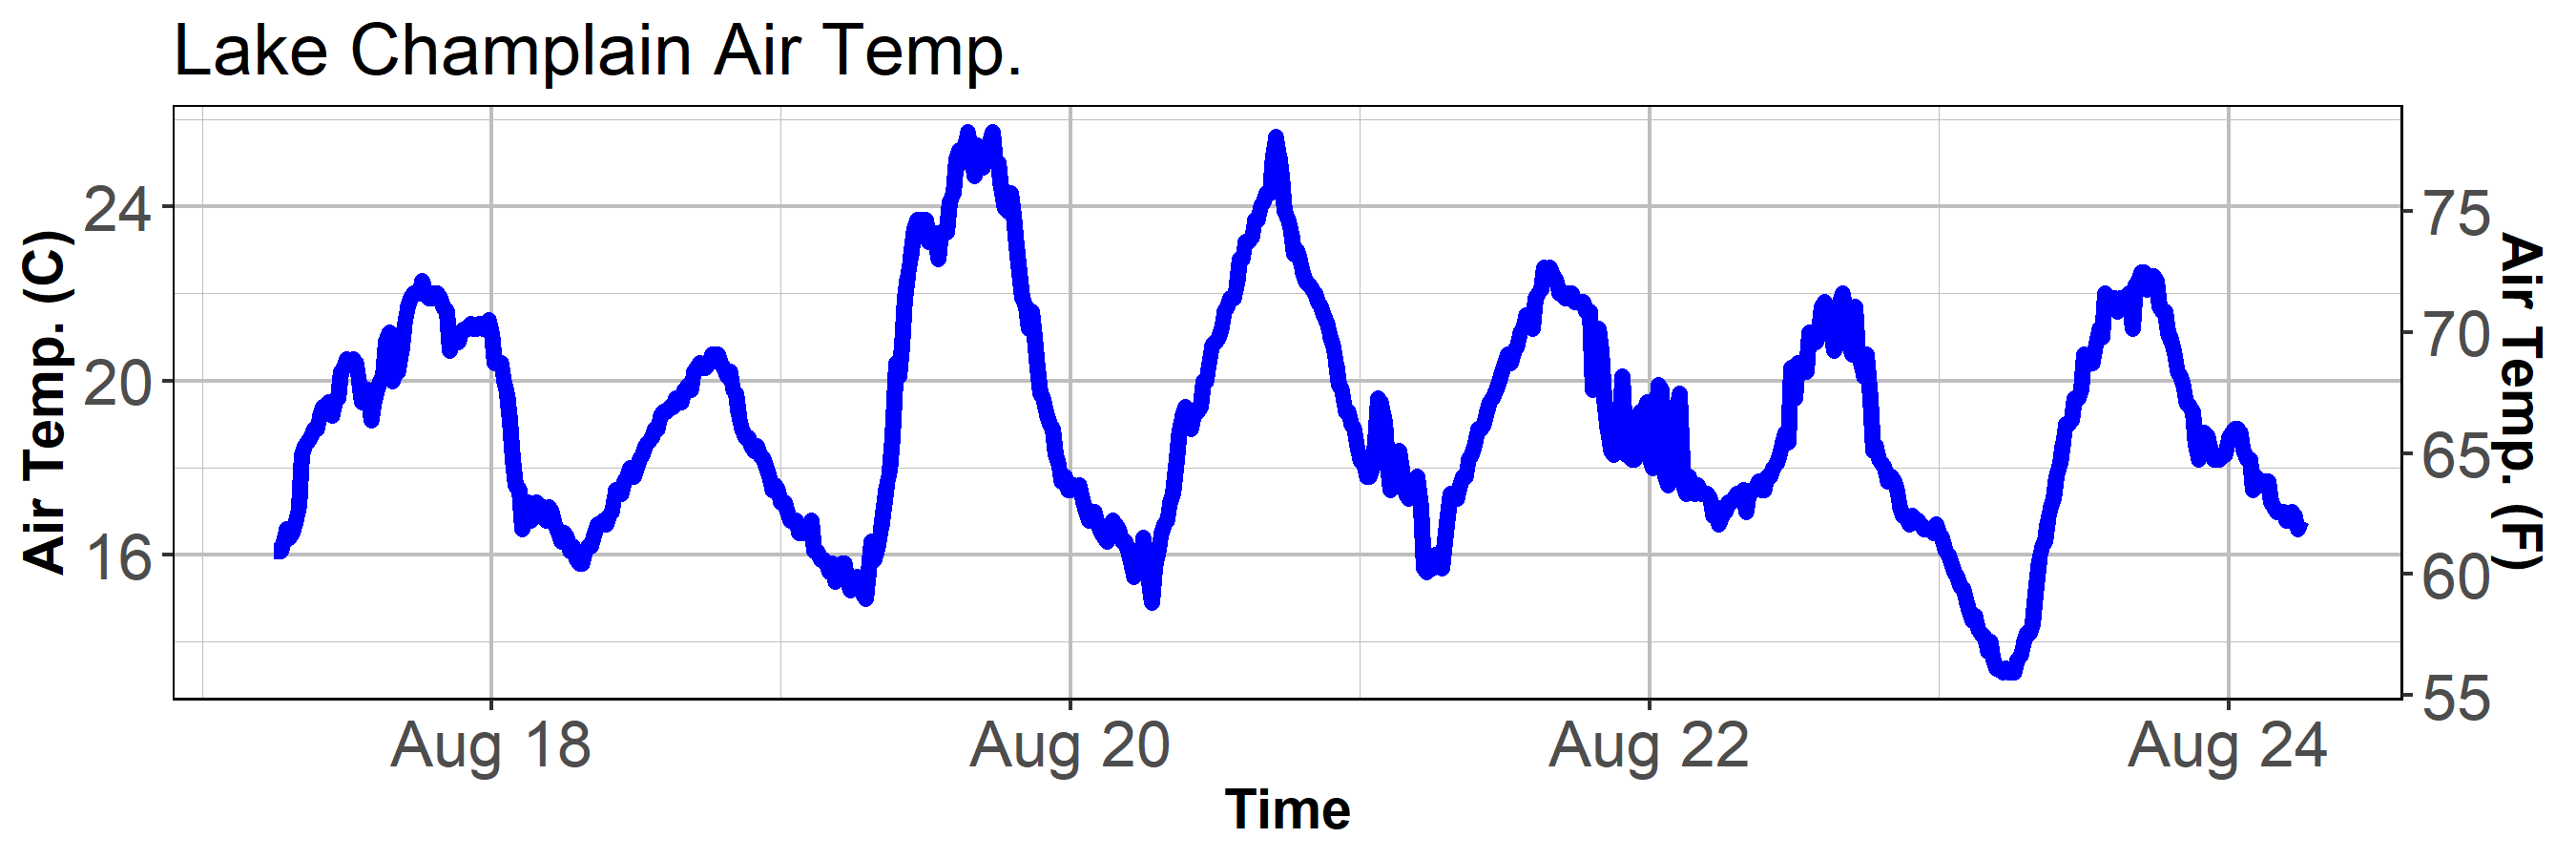 Lake Champlain Air Temp.
Air Temp. (C)
24
20
16
75
70
65
60
55
Air Temp. (F)
Aug 18 Aug 20 Aug 22 Aug 24
Time